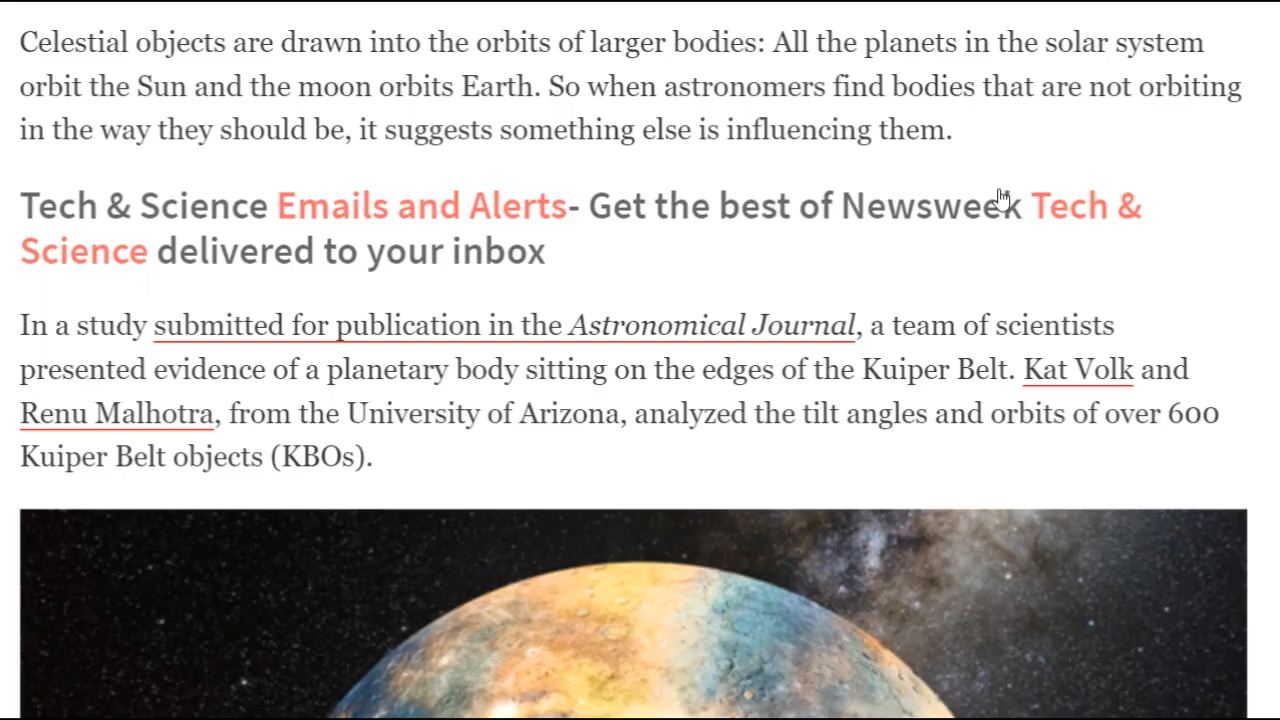 Celestial objects are drawn into the orbits of larger bodies: All the planets in the solar system
orbit the Sun and the moon orbits Earth. So when astronomers find bodies that are not orbiting
in the way they should be, it suggests something else is influencing them.
Tech & Science Emails and Alerts- Get the best of Newsweek Tech &
Science delivered to your inbox
In a study submitted for publication in the Astronomical Journal, a team of scientists
presented evidence of a planetary body sitting on the edges of the Kuiper Belt. Kat Volk and
Renu Malhotra, from the University of Arizona, analyzed the tilt angles and orbits of over 600
Kuiper Belt objects (KBOs).